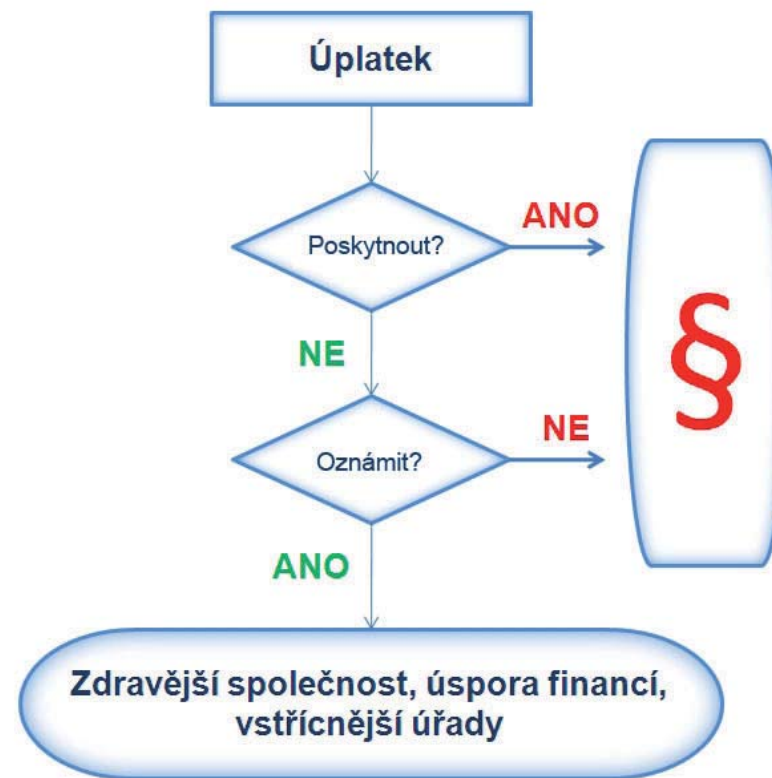 Úplatek
Poskytnout?
ANO
§
NE
Oznámit?
NE
ANO
Zdravější společnost, úspora financí,
vstřícnější úřady